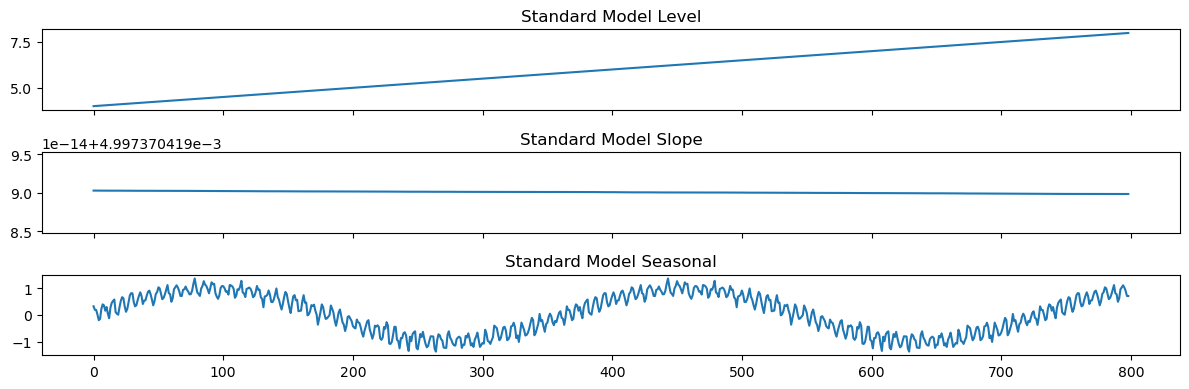 Standard Model Level
7.5
5.0
Standard Model Slope
1e−14+4.997370419e−3
9.5
9.0
8.5
Standard Model Seasonal
1
0
−1
0 100 200 300 400 500 600 700 800